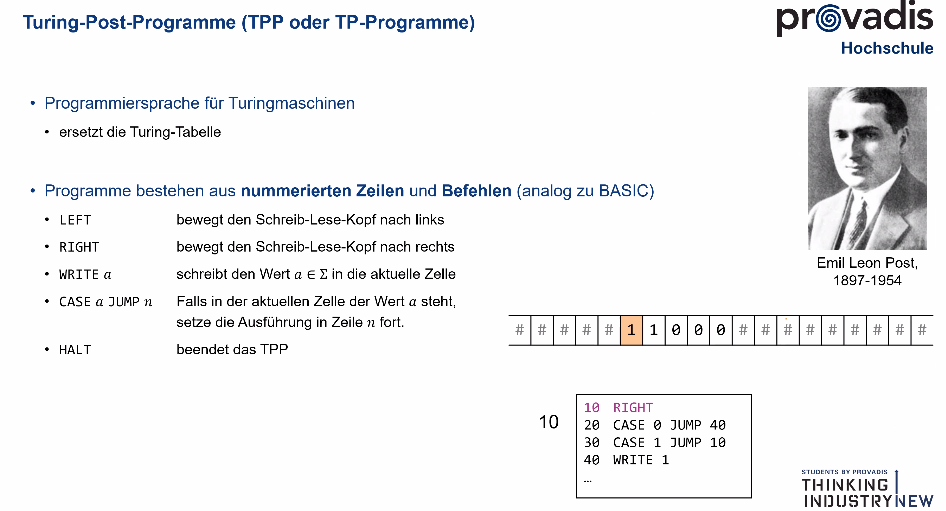 Turing-Post-Programme (TPP oder TP-Programme)
provadis
Hochschule
• Programmiersprache für Turingmaschinen
• ersetzt die Turing-Tabelle
• Programme bestehen aus nummerierten Zeilen und Befehlen (analog zu BASIC)
• LEFT bewegt den Schreib-Lese-Kopf nach links
• RIGHT bewegt den Schreib-Lese-Kopf nach rechts
• WRITE a schreibt den Wert a ∈ Σ in die aktuelle Zelle
• CASE a JUMP n Falls in der aktuellen Zelle der Wert a steht,
setze die Ausführung in Zeile n fort.
• HALT beendet das TPP
Emil Leon Post,
1897-1954
# # # # # 1 1 0 0 0 # # # # # # # # #
10
10 RIGHT
20 CASE 0 JUMP 40
30 CASE 1 JUMP 10
40 WRITE 1
…
STUDENTS BY PROVADIS
THINKING
INDUSTRY NEW